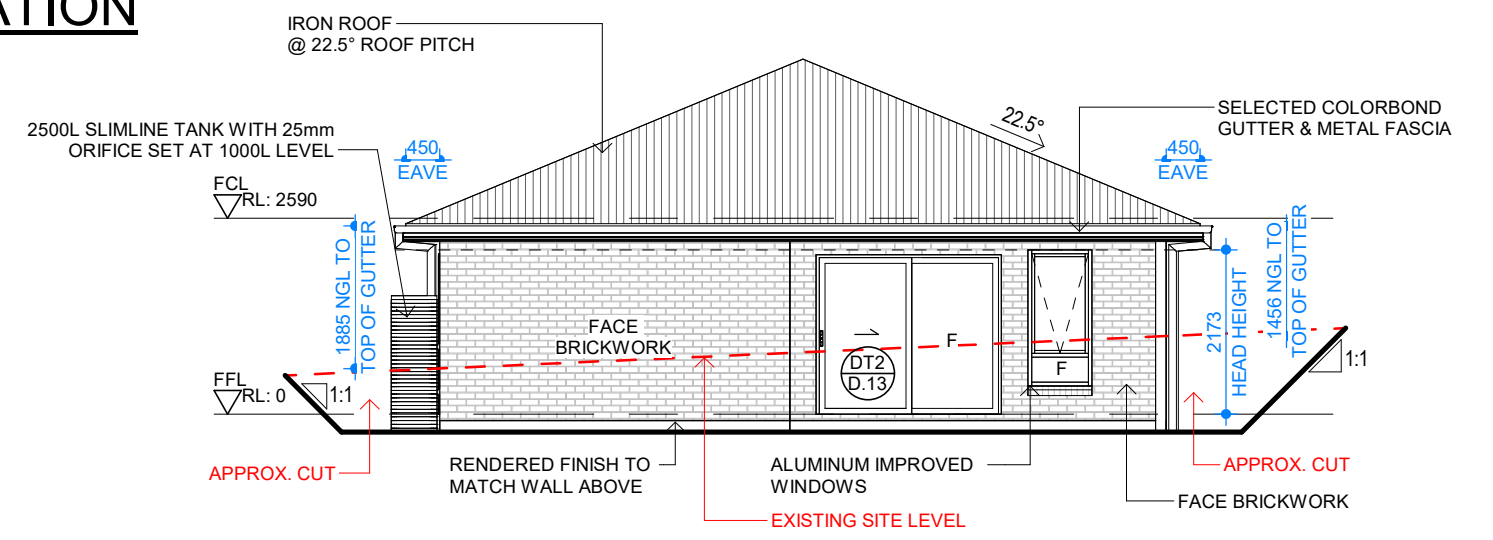 ATION
IRON ROOF
@ 22.5° ROOF PITCH
2500L SLIMLINE TANK WITH 25mm
ORIFICE SET AT 1000L LEVEL
450
EAVE
22.5°
SELECTED COLORBOND
GUTTER & METAL FASCIA
450
EAVE
FCL
RL: 2590
1885 NGL TO
TOP OF GUTTER
FACE
BRICKWORK
DT2
D.13
F
F
2173
HEAD HEIGHT
1456 NGL TO
TOP OF GUTTER
FFL
RL: 0
1:1
1:1
APPROX. CUT
RENDERED FINISH TO
MATCH WALL ABOVE
ALUMINUM IMPROVED
WINDOWS
APPROX. CUT
FACE BRICKWORK
EXISTING SITE LEVEL